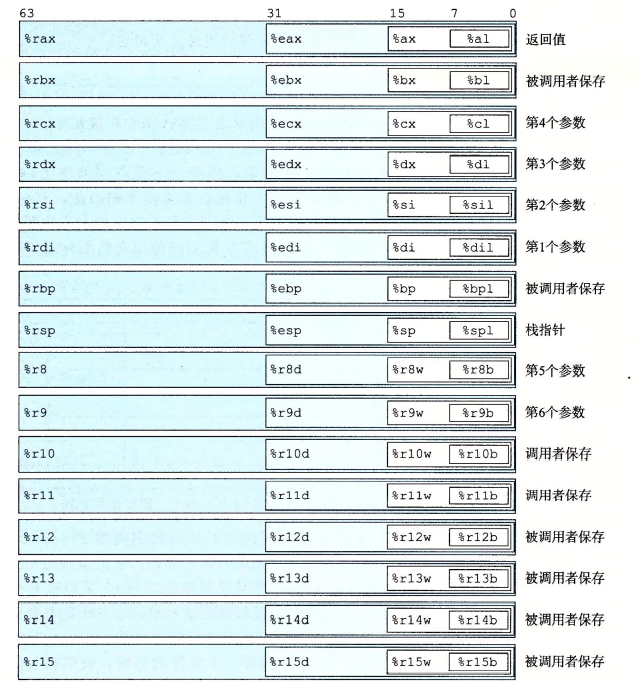 63 31 15 7 0
%rax %eax %ax %al 返回值
%rbx %ebx %bx %bl 被调用者保存
%rcx %ecx %cx %cl 第4个参数
%rdx %edx %dx %dl 第3个参数
%rsi %esi %si %sil 第2个参数
%rdi %edi %di %dil 第1个参数
%rbp %ebp %bp %bpl 被调用者保存
%rsp %esp %sp %spl 栈指针
%r8 %r8d %r8w %r8b 第5个参数
%r9 %r9d %r9w %r9b 第6个参数
%r10 %r10d %r10w %r10b 调用者保存
%r11 %r11d %r11w %r11b 调用者保存
%r12 %r12d %r12w %r12b 被调用者保存
%r13 %r13d %r13w %r13b 被调用者保存
%r14 %r14d %r14w %r14b 被调用者保存
%r15 %r15d %r15w %r15b 被调用者保存